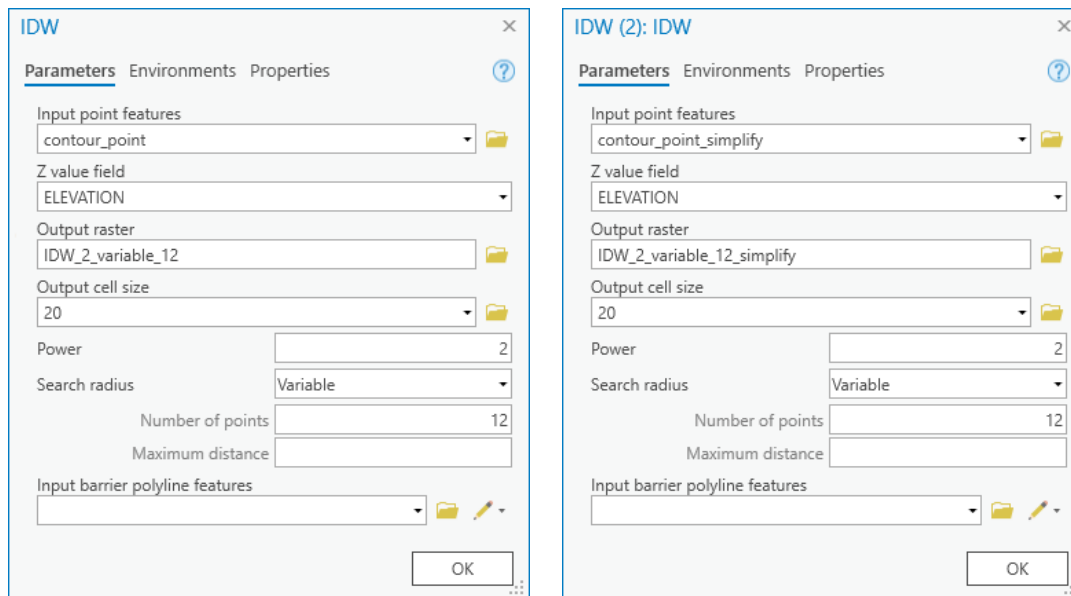 IDW
Parameters Environments Properties
Input point features
contour_point
Z value field
ELEVATION
Output raster
IDW_2_variable_12
Output cell size
20
Power 2
Search radius Variable
Number of points 12
Maximum distance
Input barrier polyline features
OK
IDW (2): IDW
Parameters Environments Properties
Input point features
contour_point_simplify
Z value field
ELEVATION
Output raster
IDW_2_variable_12_simplify
Output cell size
20
Power 2
Search radius Variable
Number of points 12
Maximum distance
Input barrier polyline features
OK